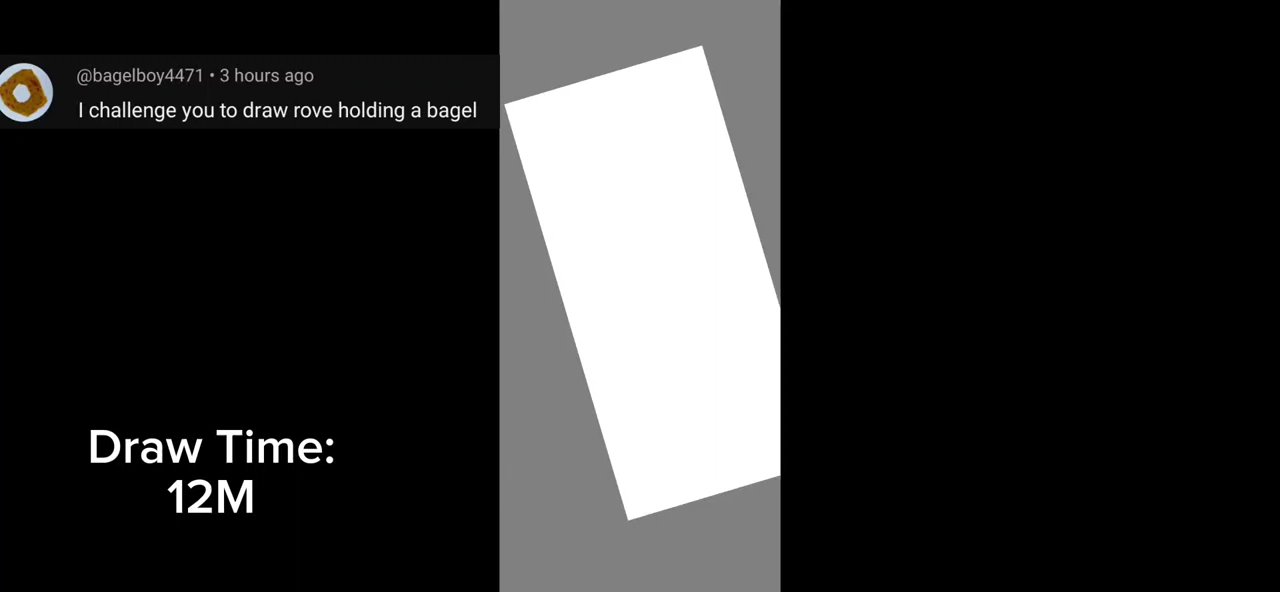 @bagelboy4471 • 3 hours ago
I challenge you to draw rove holding a bagel
Draw Time:
12M